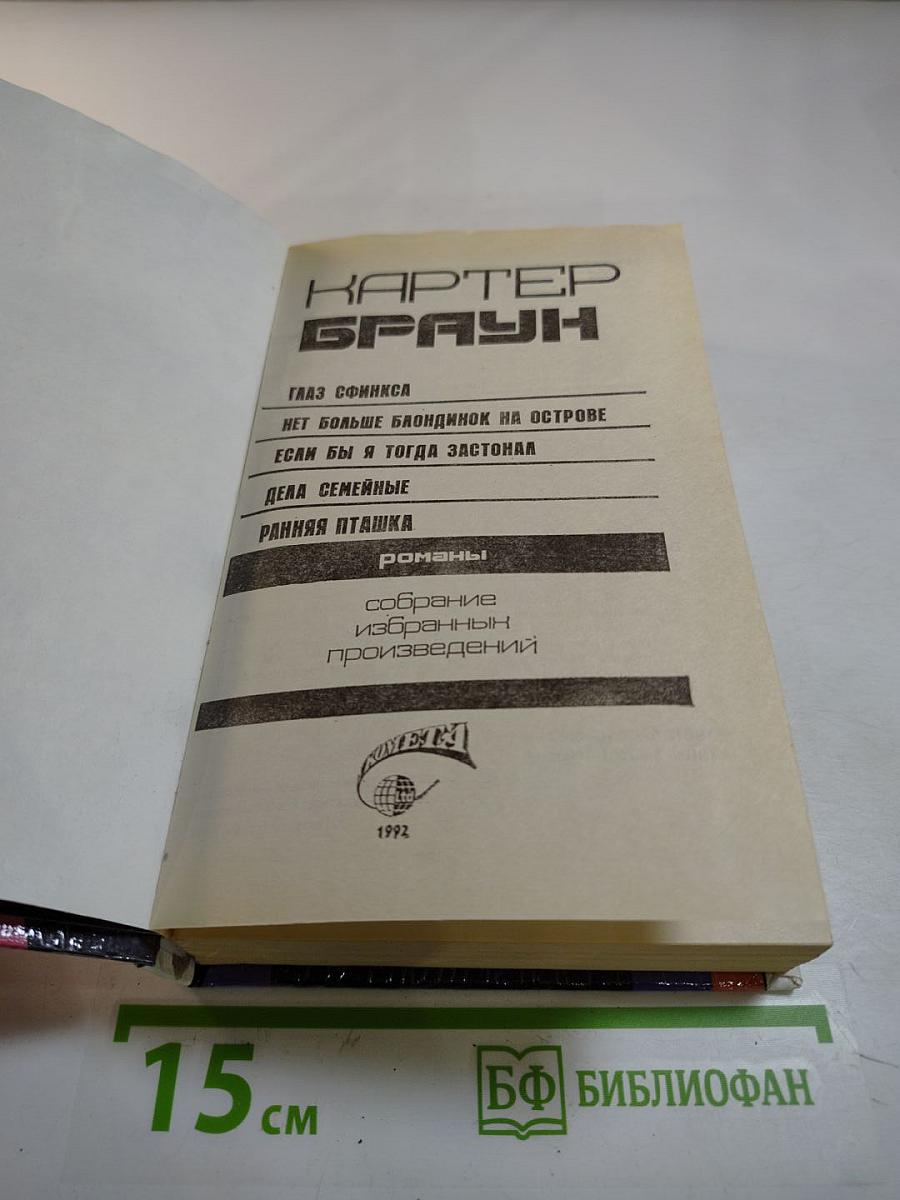 КАРТЕР
БРАУН
ГЛАЗ СФИНКСА
НЕТ БОЛЬШЕ БЛОНДИНОК НА ОСТРОВЕ
ЕСЛИ БЫ Я ТОГДА ЗАСТОНАЛ
ДЕЛА СЕМЕЙНЫЕ
РАННЯЯ ПТАШКА
романы
собрание
избранных
произведений
КОМЕТА
Ltd
1992
15 см
БФ БИБЛИОФАН